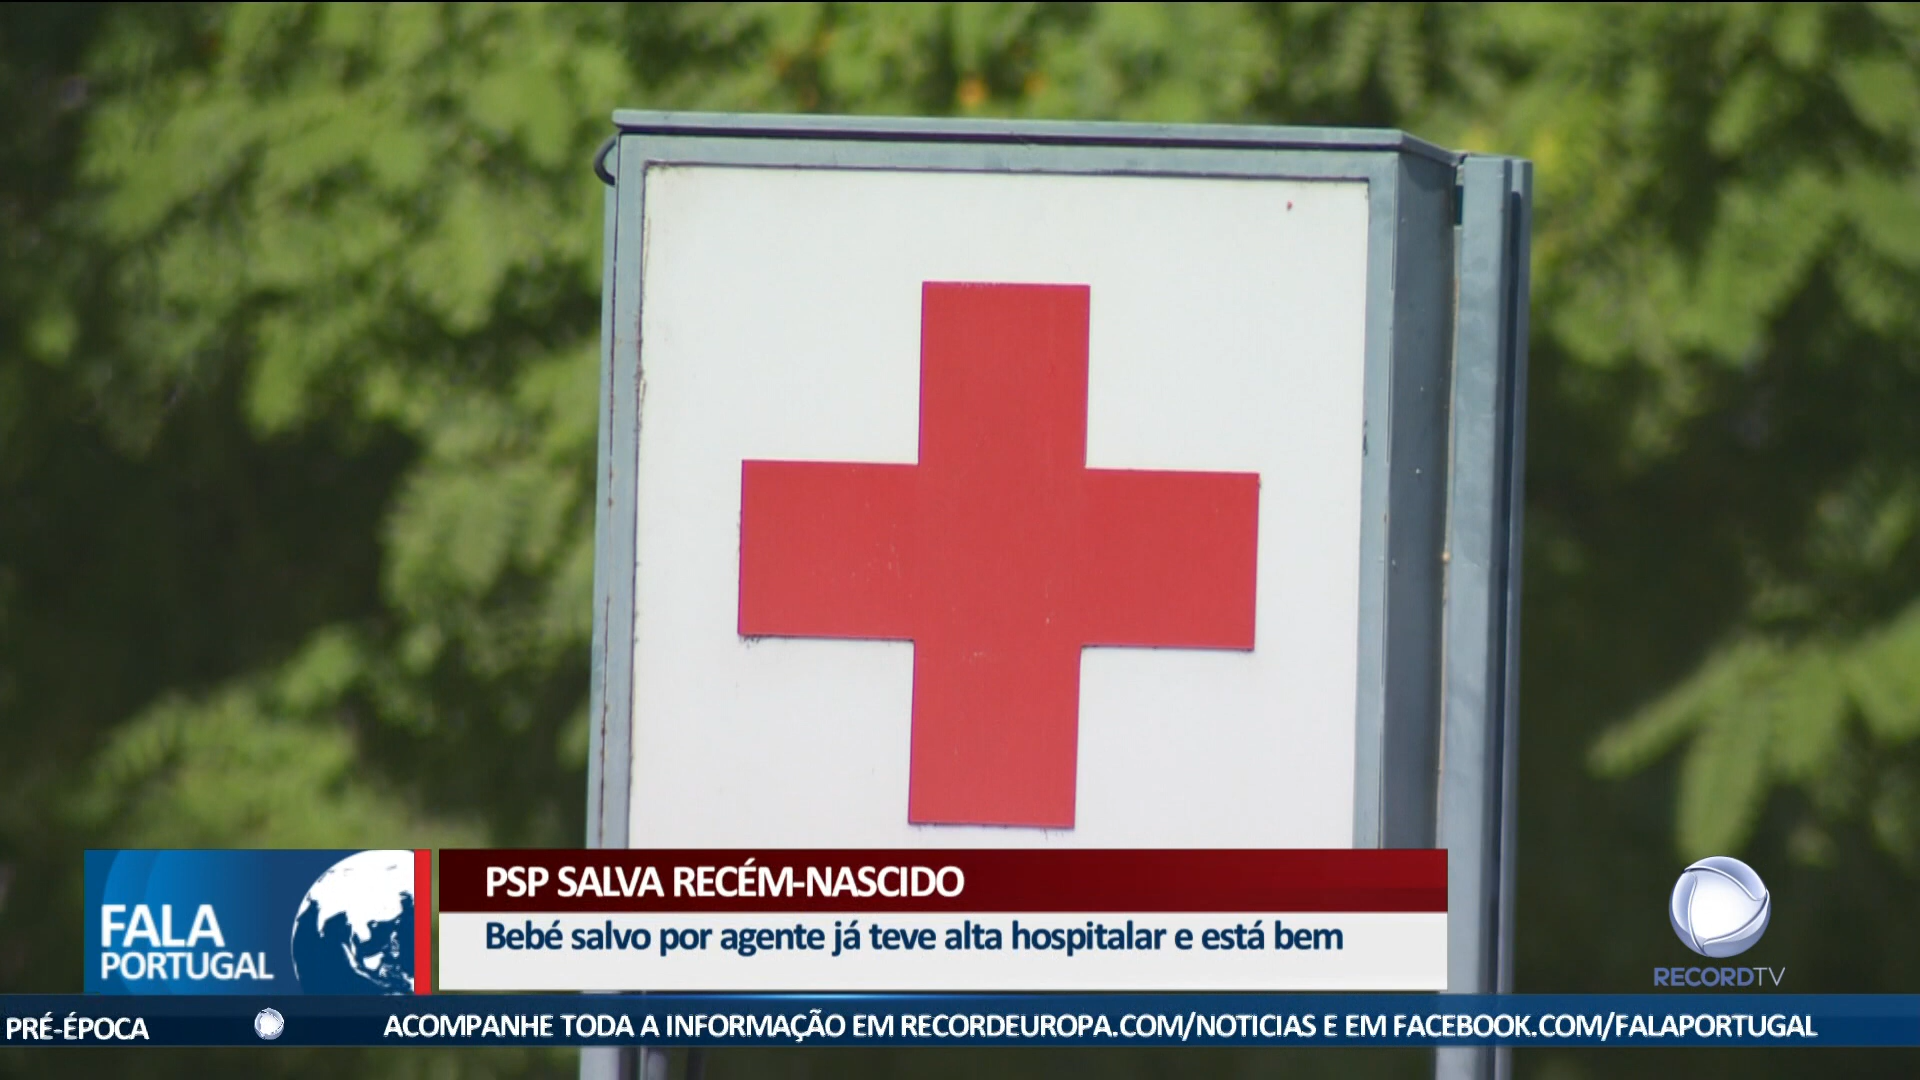 PSP SALVA RECÉM-NASCIDO
Bebé salvo por agente já teve alta hospitalar e está bem
FALA
PORTUGAL
RECORDTV
PRÉ-ÉPOCA ACOMPANHE TODA A INFORMAÇÃO EM RECORDEUROPA.COM/NOTICIAS E EM FACEBOOK.COM/FALAPORTUGAL